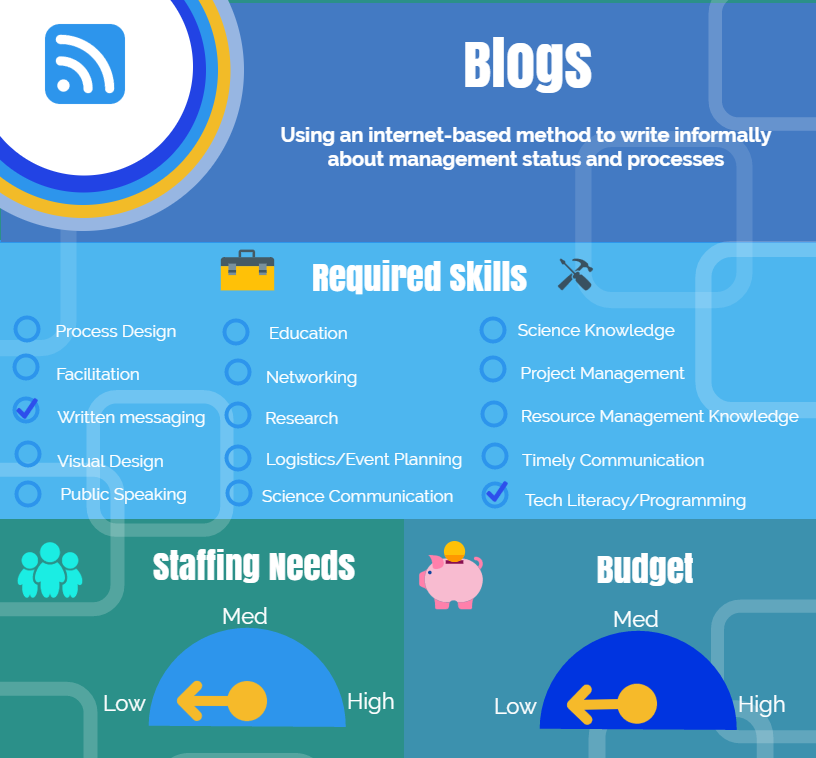 Blogs
Using an internet-based method to write informally
about management status and processes
Required Skills
Process Design
Facilitation
Written messaging
Visual Design
Public Speaking
Education
Networking
Research
Logistics/Event Planning
Science Communication
Science Knowledge
Project Management
Resource Management Knowledge
Timely Communication
Tech Literacy/Programming
Staffing Needs
Med
Low
High
Budget
Med
Low
High